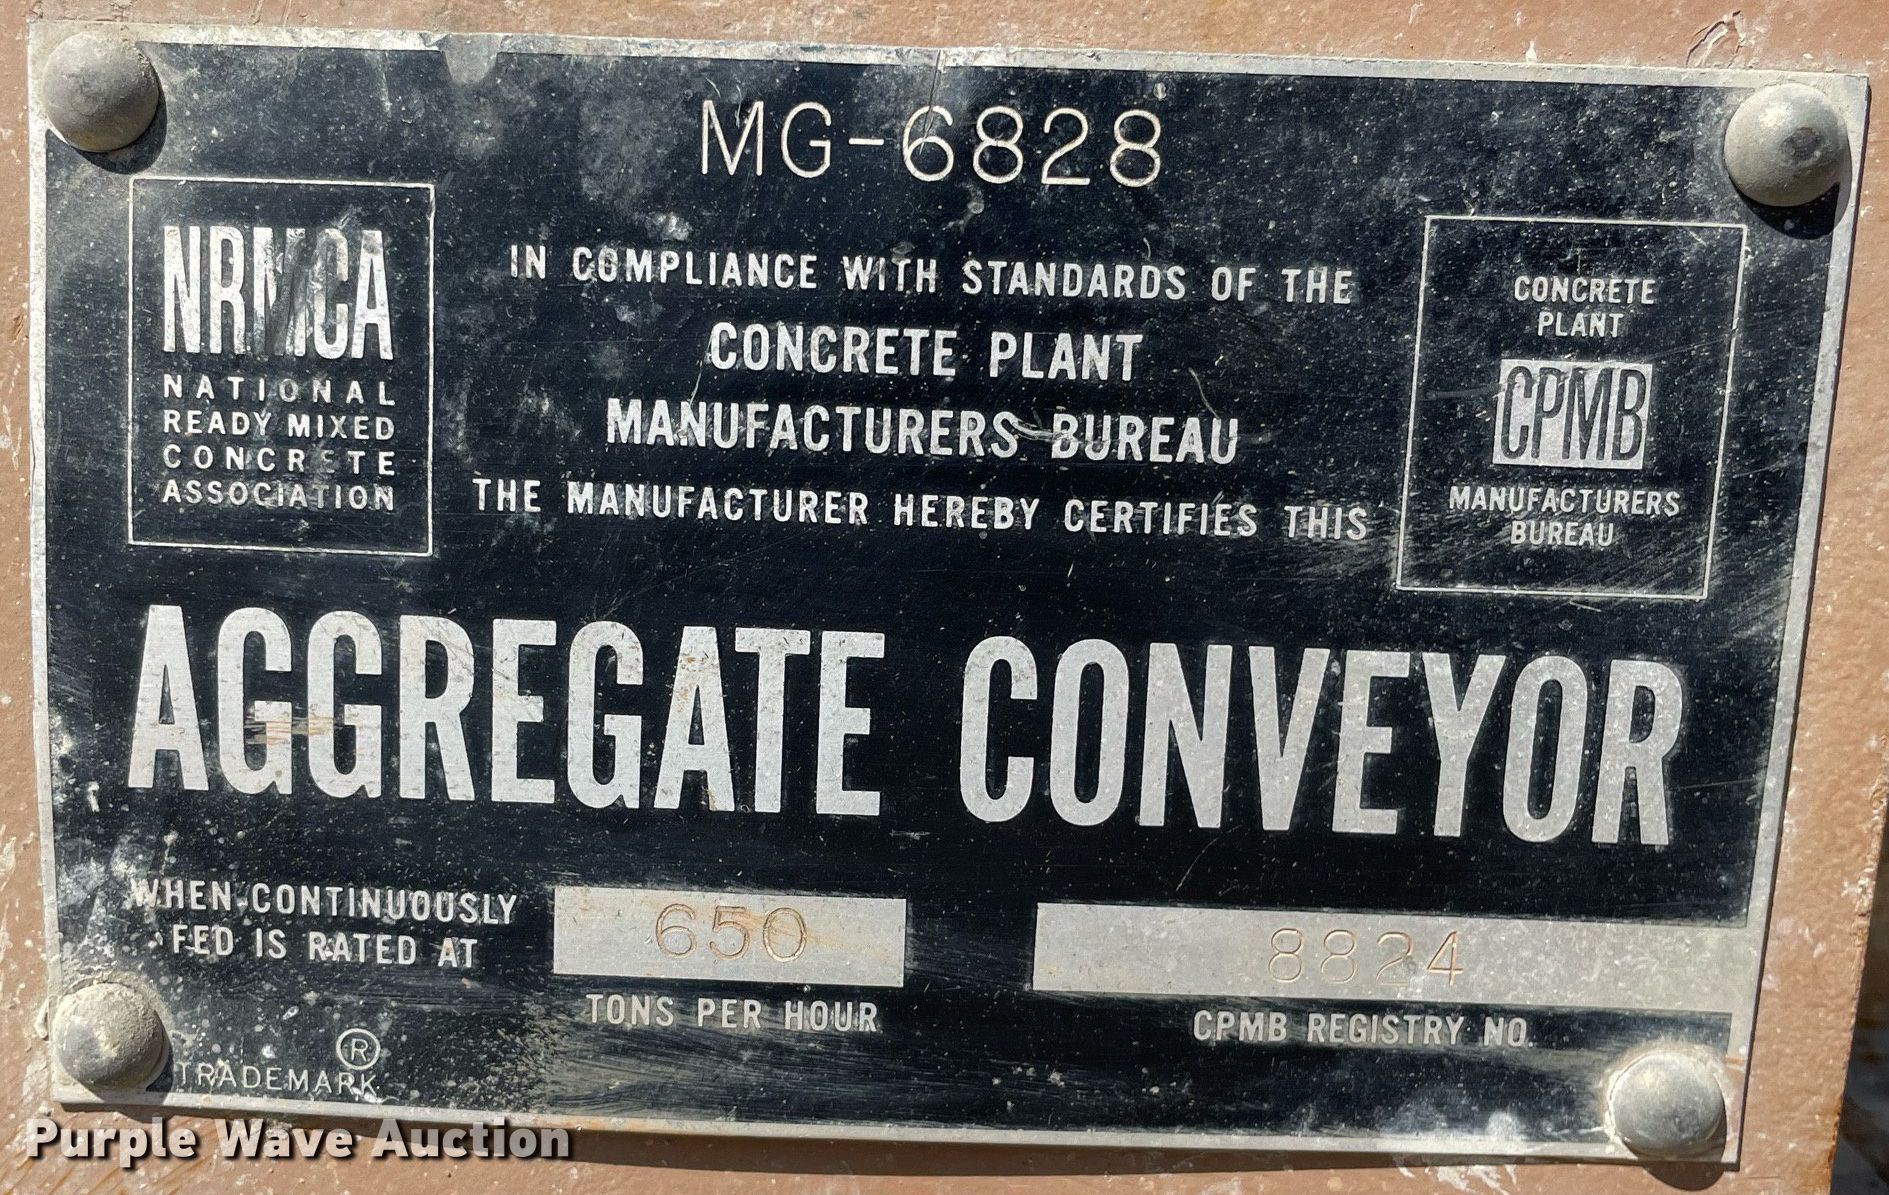 MG-6828
NRMCA
NATIONAL
READY MIXED
CONCRETE
ASSOCIATION
IN COMPLIANCE WITH STANDARDS OF THE
CONCRETE PLANT
MANUFACTURERS BUREAU
THE MANUFACTURER HEREBY CERTIFIES THIS
CONCRETE
PLANT
CPMB
MANUFACTURERS
BUREAU
AGGREGATE CONVEYOR
WHEN CONTINUOUSLY
FED IS RATED AT
650
TONS PER HOUR
8824
CPMB REGISTRY NO.
®
TRADEMARK
Purple Wave Auction